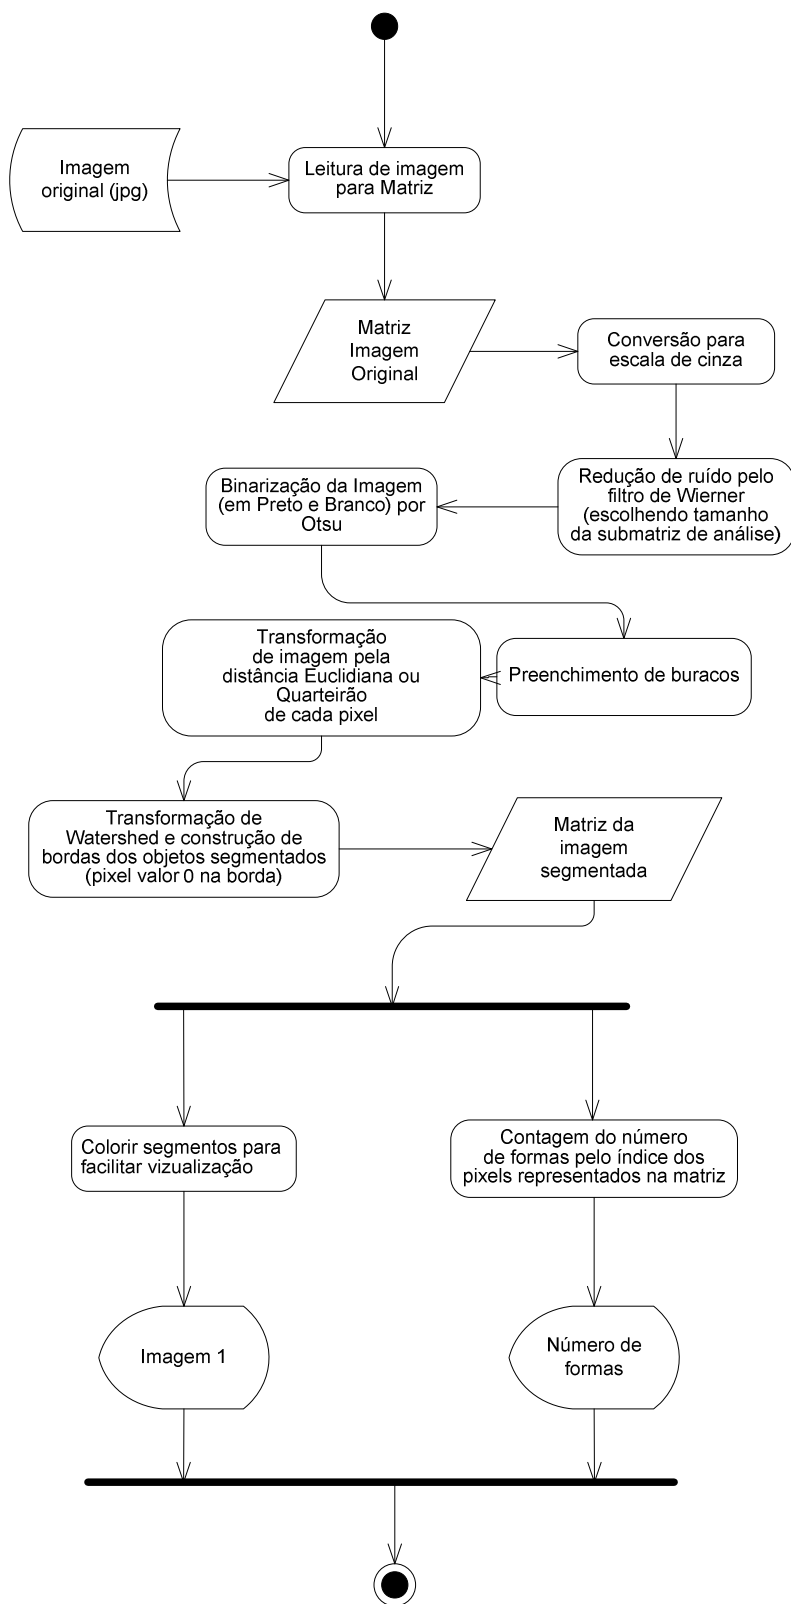 Imagem
original (jpg)
Leitura de imagem
para Matriz
Matriz
Imagem
Original
Conversão para
escala de cinza
Redução de ruído pelo
filtro de Wierner
(escolhendo tamanho
da submatriz de análise)
Binarização da Imagem
(em Preto e Branco) por
Otsu
Preenchimento de buracos
Transformação
de imagem pela
distância Euclidiana ou
Quarteirão
de cada pixel
Transformação de
Watershed e construção de
bordas dos objetos segmentados
(pixel valor 0 na borda)
Matriz da
imagem
segmentada
Colorir segmentos para
facilitar vizualização
Contagem do número
de formas pelo índice dos
pixels representados na matriz
Imagem 1
Número de
formas